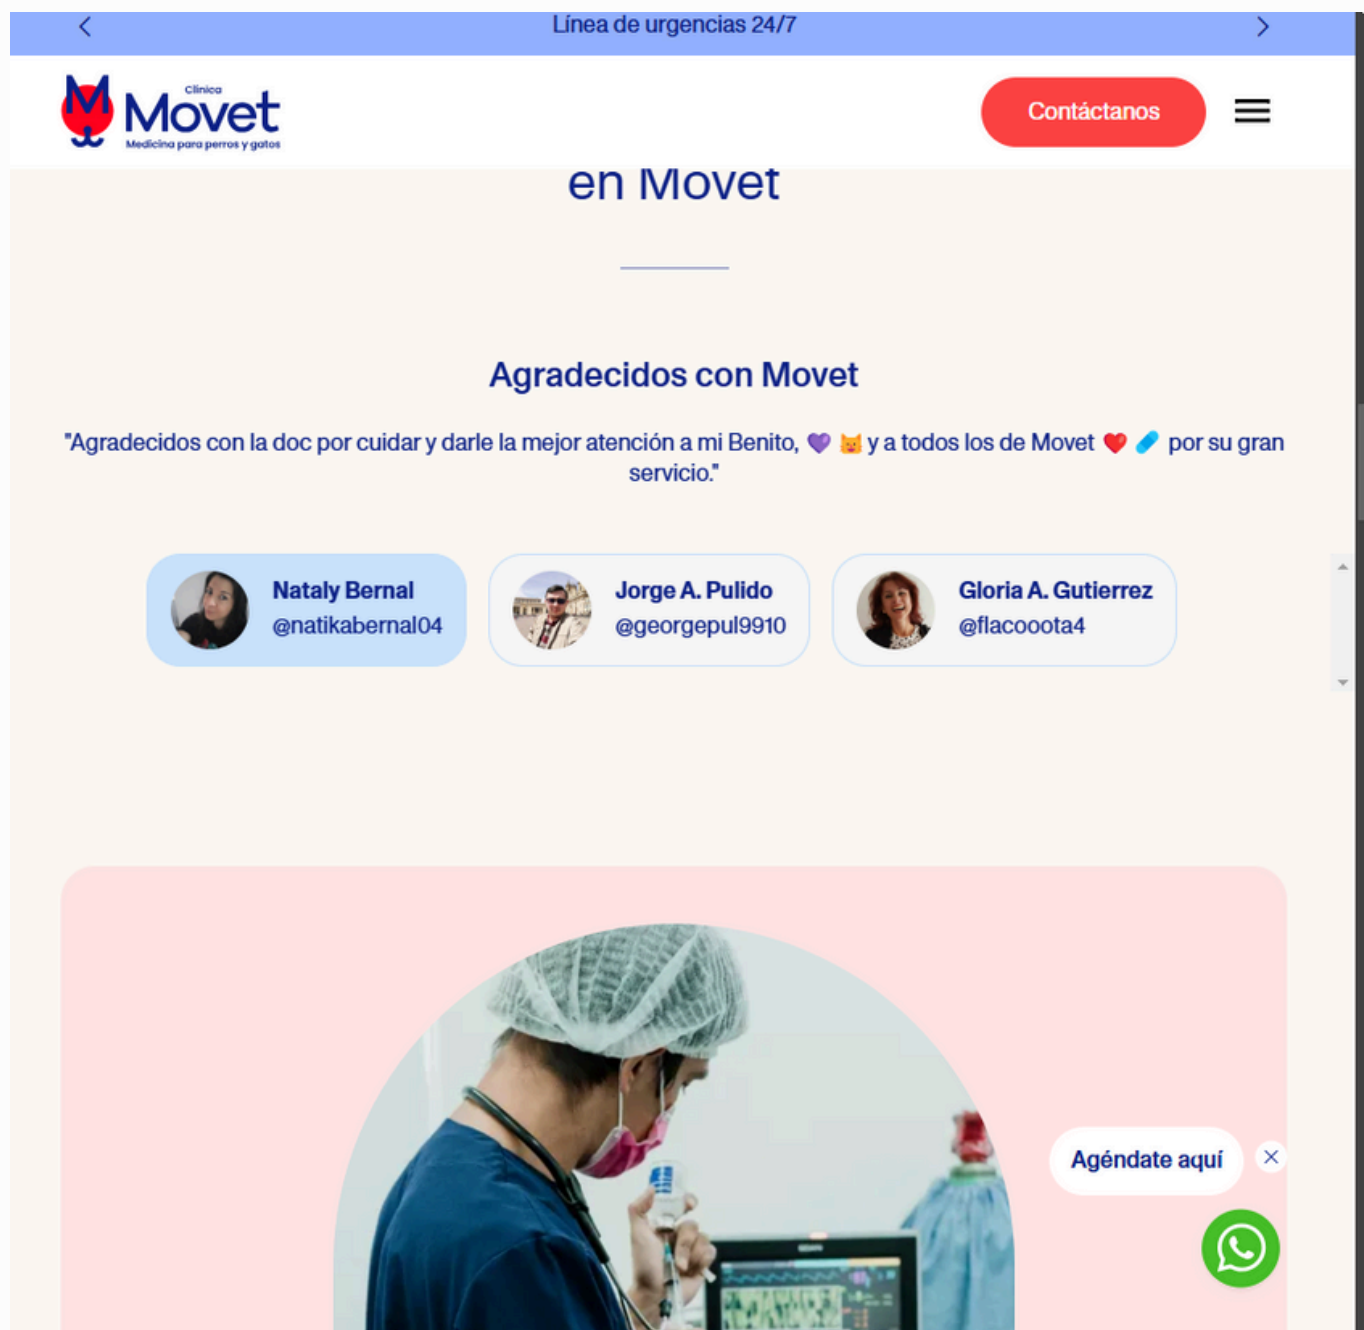 Línea de urgencias 24/7
Clínica
Movet
Medicina para perros y gatos
Contáctanos
en Movet
Agradecidos con Movet
"Agradecidos con la doc por cuidar y darle la mejor atención a mi Benito, 💜 😺 y a todos los de Movet ❤️ 🩹 por su gran
servicio."
Nataly Bernal
@natikabernal04
Jorge A. Pulido
@georgepul9910
Gloria A. Gutierrez
@flacooota4
Agéndate aquí